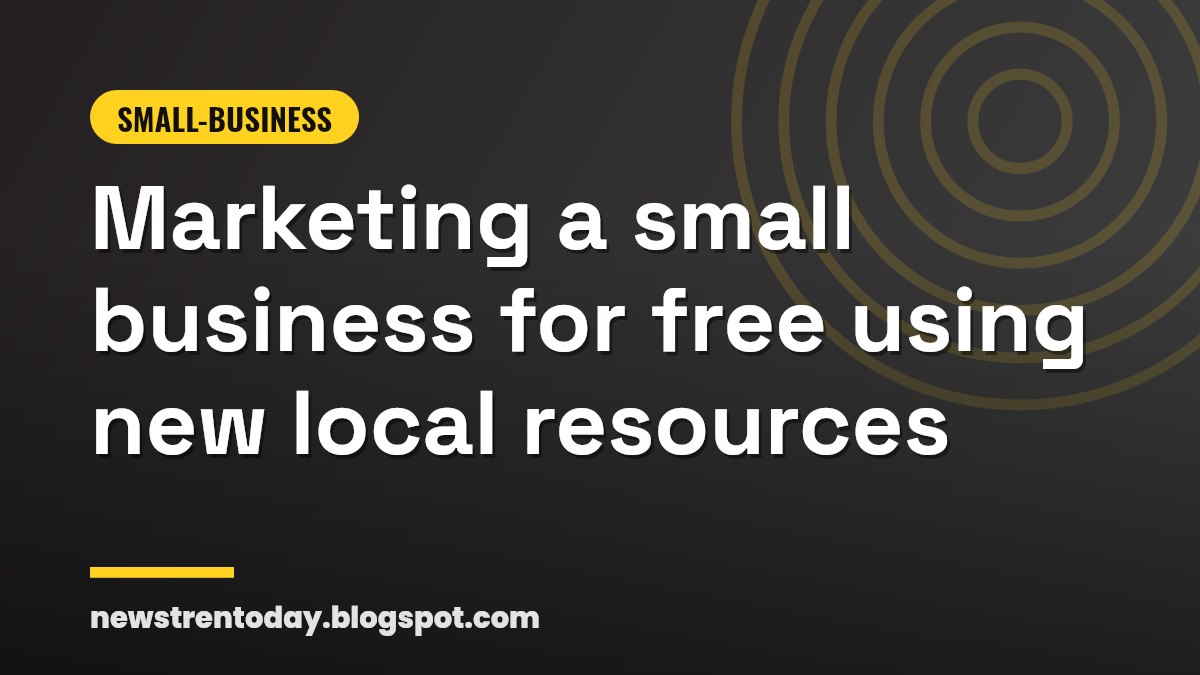 SMALL-BUSINESS
Marketing a small
business for free using
new local resources
newstrentoday.blogspot.com